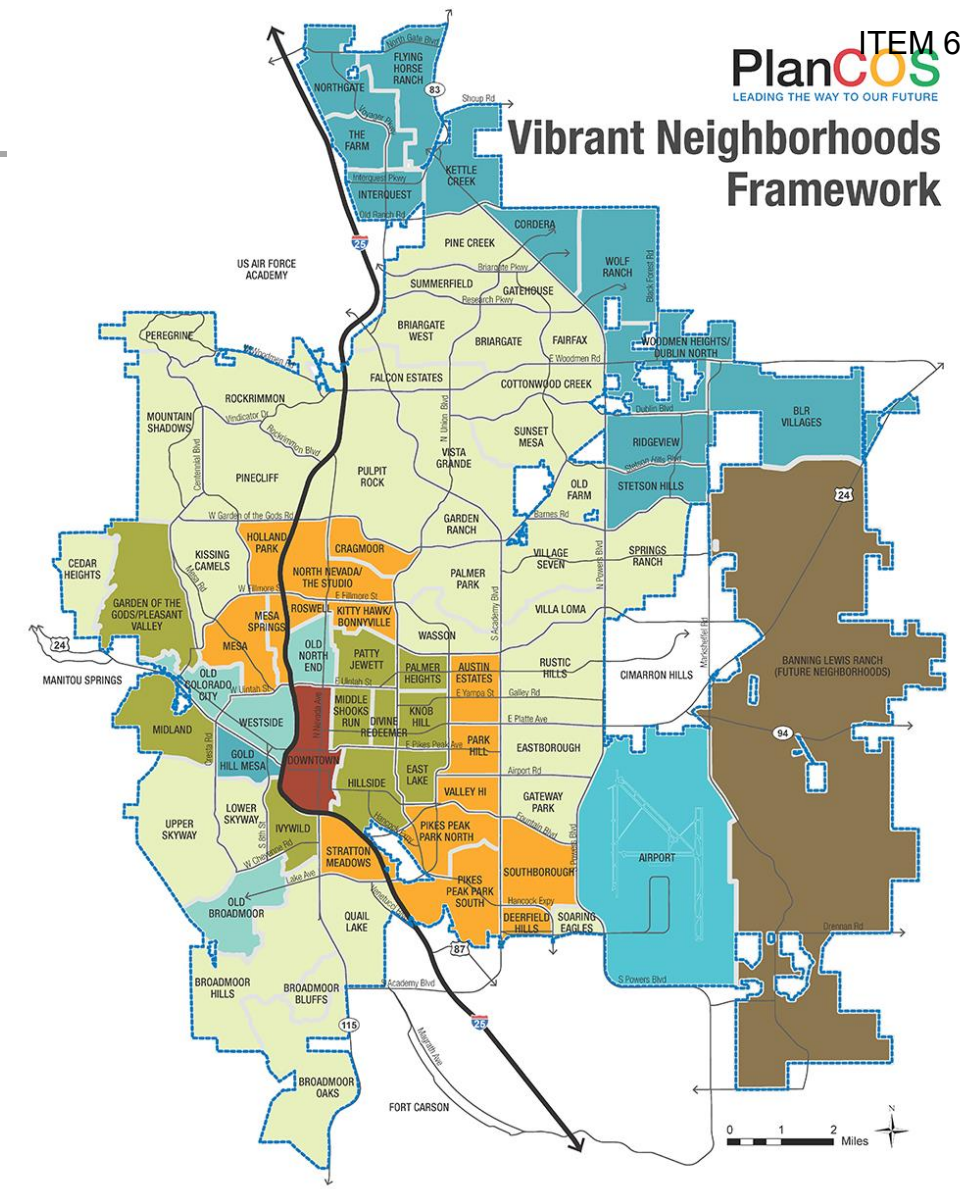 ITEM 6
PlanCOS
LEADING THE WAY TO OUR FUTURE
Vibrant Neighborhoods
Framework
North Gate Blvd
FLYING
HORSE
RANCH
NORTHGATE
83
Voyager Pkwy
Shoup Rd
THE
FARM
Interquest Pkwy
KETTLE
CREEK
INTERQUEST
Old Ranch Rd
25
CORDERA
PINE CREEK
US AIR FORCE
ACADEMY
Briargate Pkwy
WOLF
RANCH
Black Forest Rd
SUMMERFIELD
GATEHOUSE
Research Pkwy
PEREGRINE
BRIARGATE
WEST
BRIARGATE
FAIRFAX
WOODMEN HEIGHTS/
DUBLIN NORTH
W Woodmen Rd
E Woodmen Rd
FALCON ESTATES
COTTONWOOD CREEK
ROCKRIMMON
Vindicator Dr
MOUNTAIN
SHADOWS
Rockrimmon Blvd
Centennial Blvd
N Union Blvd
Dublin Blvd
BLR
VILLAGES
SUNSET
MESA
RIDGEVIEW
VISTA
GRANDE
Stetson Hills Blvd
PINECLIFF
PULPIT
ROCK
OLD
FARM
STETSON HILLS
24
W Garden of the Gods Rd
GARDEN
RANCH
Barnes Rd
HOLLAND
PARK
CRAGMOOR
KISSING
CAMELS
CEDAR
HEIGHTS
VILLAGE
SEVEN
SPRINGS
RANCH
N Powers Blvd
NORTH NEVADA/
THE STUDIO
PALMER
PARK
Mesa Rd
W Fillmore St
E Fillmore St
GARDEN OF THE
GODS/PLEASANT
VALLEY
MESA
SPRINGS
ROSWELL
KITTY HAWK/
BONNYVILLE
VILLA LOMA
S Academy Blvd
WASSON
24
MESA
OLD
NORTH
END
PATTY
JEWETT
Marksheffel Rd
MANITOU SPRINGS
OLD
COLORADO
CITY
W Uintah St
E Uintah St
PALMER
HEIGHTS
AUSTIN
ESTATES
RUSTIC
HILLS
CIMARRON HILLS
BANNING LEWIS RANCH
(FUTURE NEIGHBORHOODS)
E Yampa St
Galley Rd
MIDLAND
WESTSIDE
N Nevada Ave
MIDDLE
SHOOKS
RUN
DIVINE
REDEEMER
KNOB
HILL
E Platte Ave
94
PARK
HILL
E Pikes Peak Ave
EASTBOROUGH
GOLD
HILL MESA
DOWNTOWN
HILLSIDE
EAST
LAKE
Airport Rd
VALLEY HI
GATEWAY
PARK
UPPER
SKYWAY
LOWER
SKYWAY
S 8th St
IVYWILD
PIKES PEAK
PARK NORTH
Fountain Blvd
W Cheyenne Rd
STRATTON
MEADOWS
AIRPORT
Lake Ave
PIKES
PEAK PARK
SOUTH
SOUTHBOROUGH
OLD
BROADMOOR
Hancock Expy
QUAIL
LAKE
DEERFIELD
HILLS
SOARING
EAGLES
Drennan Rd
87
BROADMOOR
HILLS
BROADMOOR
BLUFFS
S Academy Blvd
S Powers Blvd
115
25
Magrath Ave
BROADMOOR
OAKS
FORT CARSON
N
0 1 2
Miles